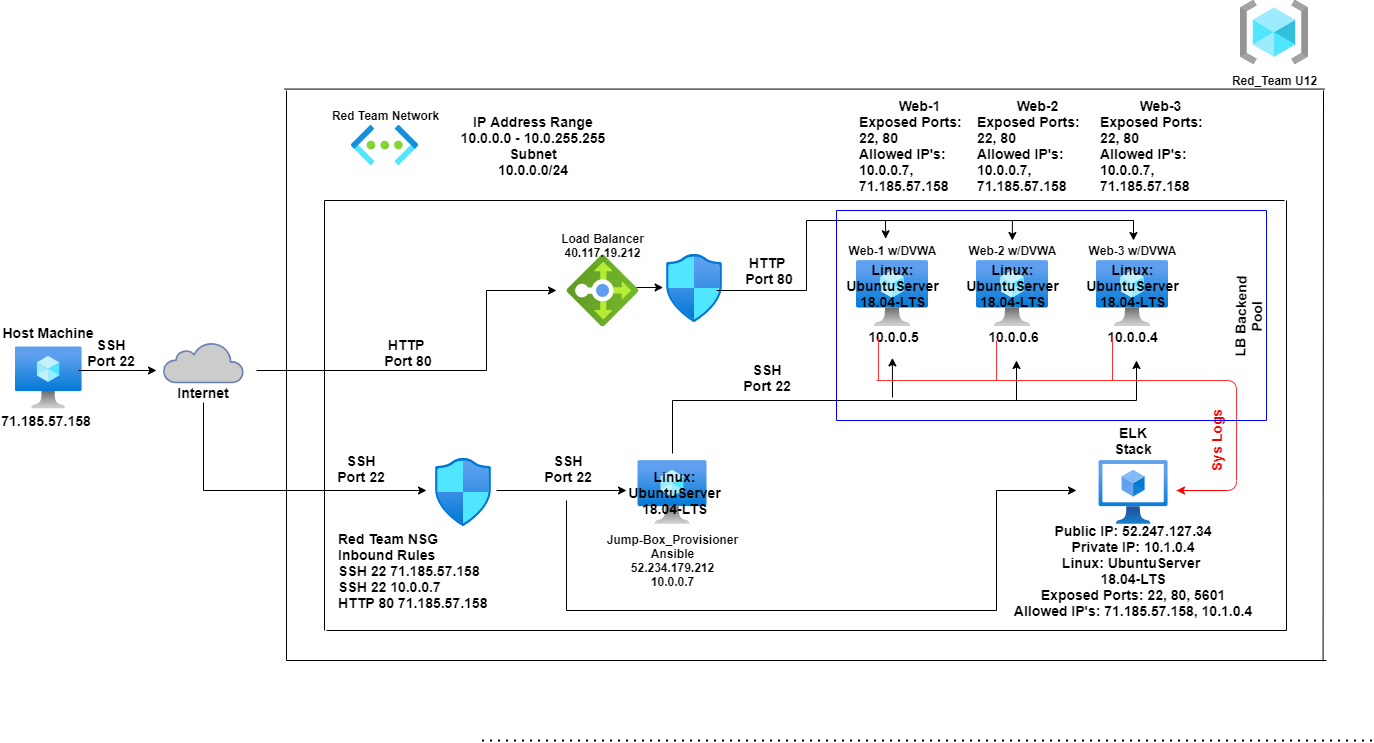 Red_Team U12
Red Team Network
IP Address Range
10.0.0.0 - 10.0.255.255
Subnet
10.0.0.0/24
Web-1
Exposed Ports:
22, 80
Allowed IP's:
10.0.0.7,
71.185.57.158
Web-2
Exposed Ports:
22, 80
Allowed IP's:
10.0.0.7,
71.185.57.158
Web-3
Exposed Ports:
22, 80
Allowed IP's:
10.0.0.7,
71.185.57.158
Load Balancer
40.117.19.212
HTTP
Port 80
Web-1 w/DVWA
Linux:
UbuntuServer
18.04-LTS
10.0.0.5
Web-2 w/DVWA
Linux:
UbuntuServer
18.04-LTS
10.0.0.6
Web-3 w/DVWA
Linux:
UbuntuServer
18.04-LTS
10.0.0.4
LB Backend
Pool
Host Machine
71.185.57.158
SSH
Port 22
Internet
HTTP
Port 80
SSH
Port 22
Sys Logs
SSH
Port 22
SSH
Port 22
Linux:
UbuntuServer
18.04-LTS
Jump-Box_Provisioner
Ansible
52.234.179.212
10.0.0.7
Red Team NSG
Inbound Rules
SSH 22 71.185.57.158
SSH 22 10.0.0.7
HTTP 80 71.185.57.158
ELK
Stack
Public IP: 52.247.127.34
Private IP: 10.1.0.4
Linux: UbuntuServer
18.04-LTS
Exposed Ports: 22, 80, 5601
Allowed IP's: 71.185.57.158, 10.1.0.4